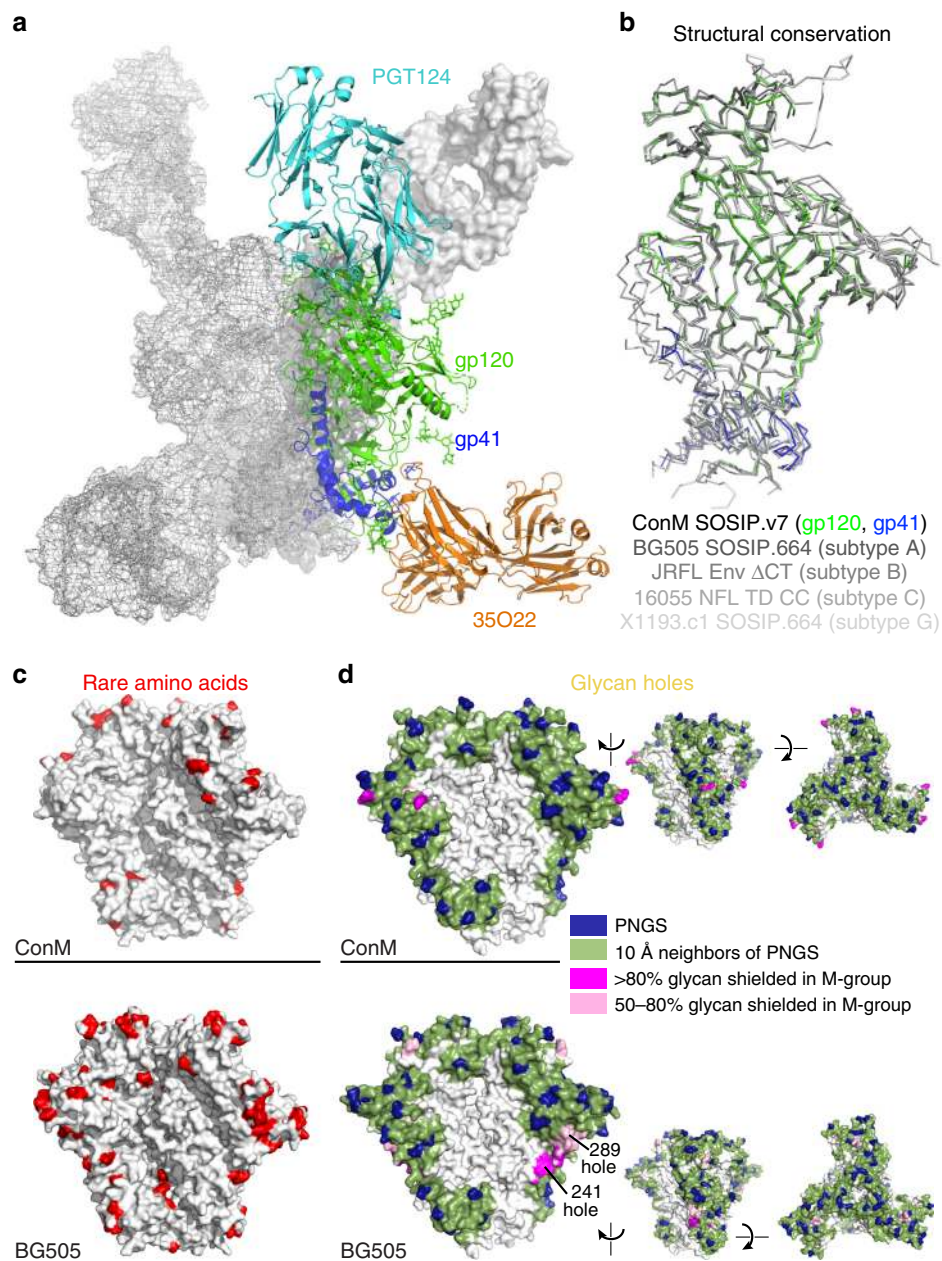 a
PGT124
gp120
gp41
35O22
b
Structural conservation
ConM SOSIP.v7 (gp120, gp41)
BG505 SOSIP.664 (subtype A)
JRFL Env ΔCT (subtype B)
16055 NFL TD CC (subtype C)
X1193.c1 SOSIP.664 (subtype G)
c
Rare amino acids
ConM
BG505
d
Glycan holes
ConM
PNGS
10 Å neighbors of PNGS
>80% glycan shielded in M-group
50–80% glycan shielded in M-group
289
hole
241
hole
BG505